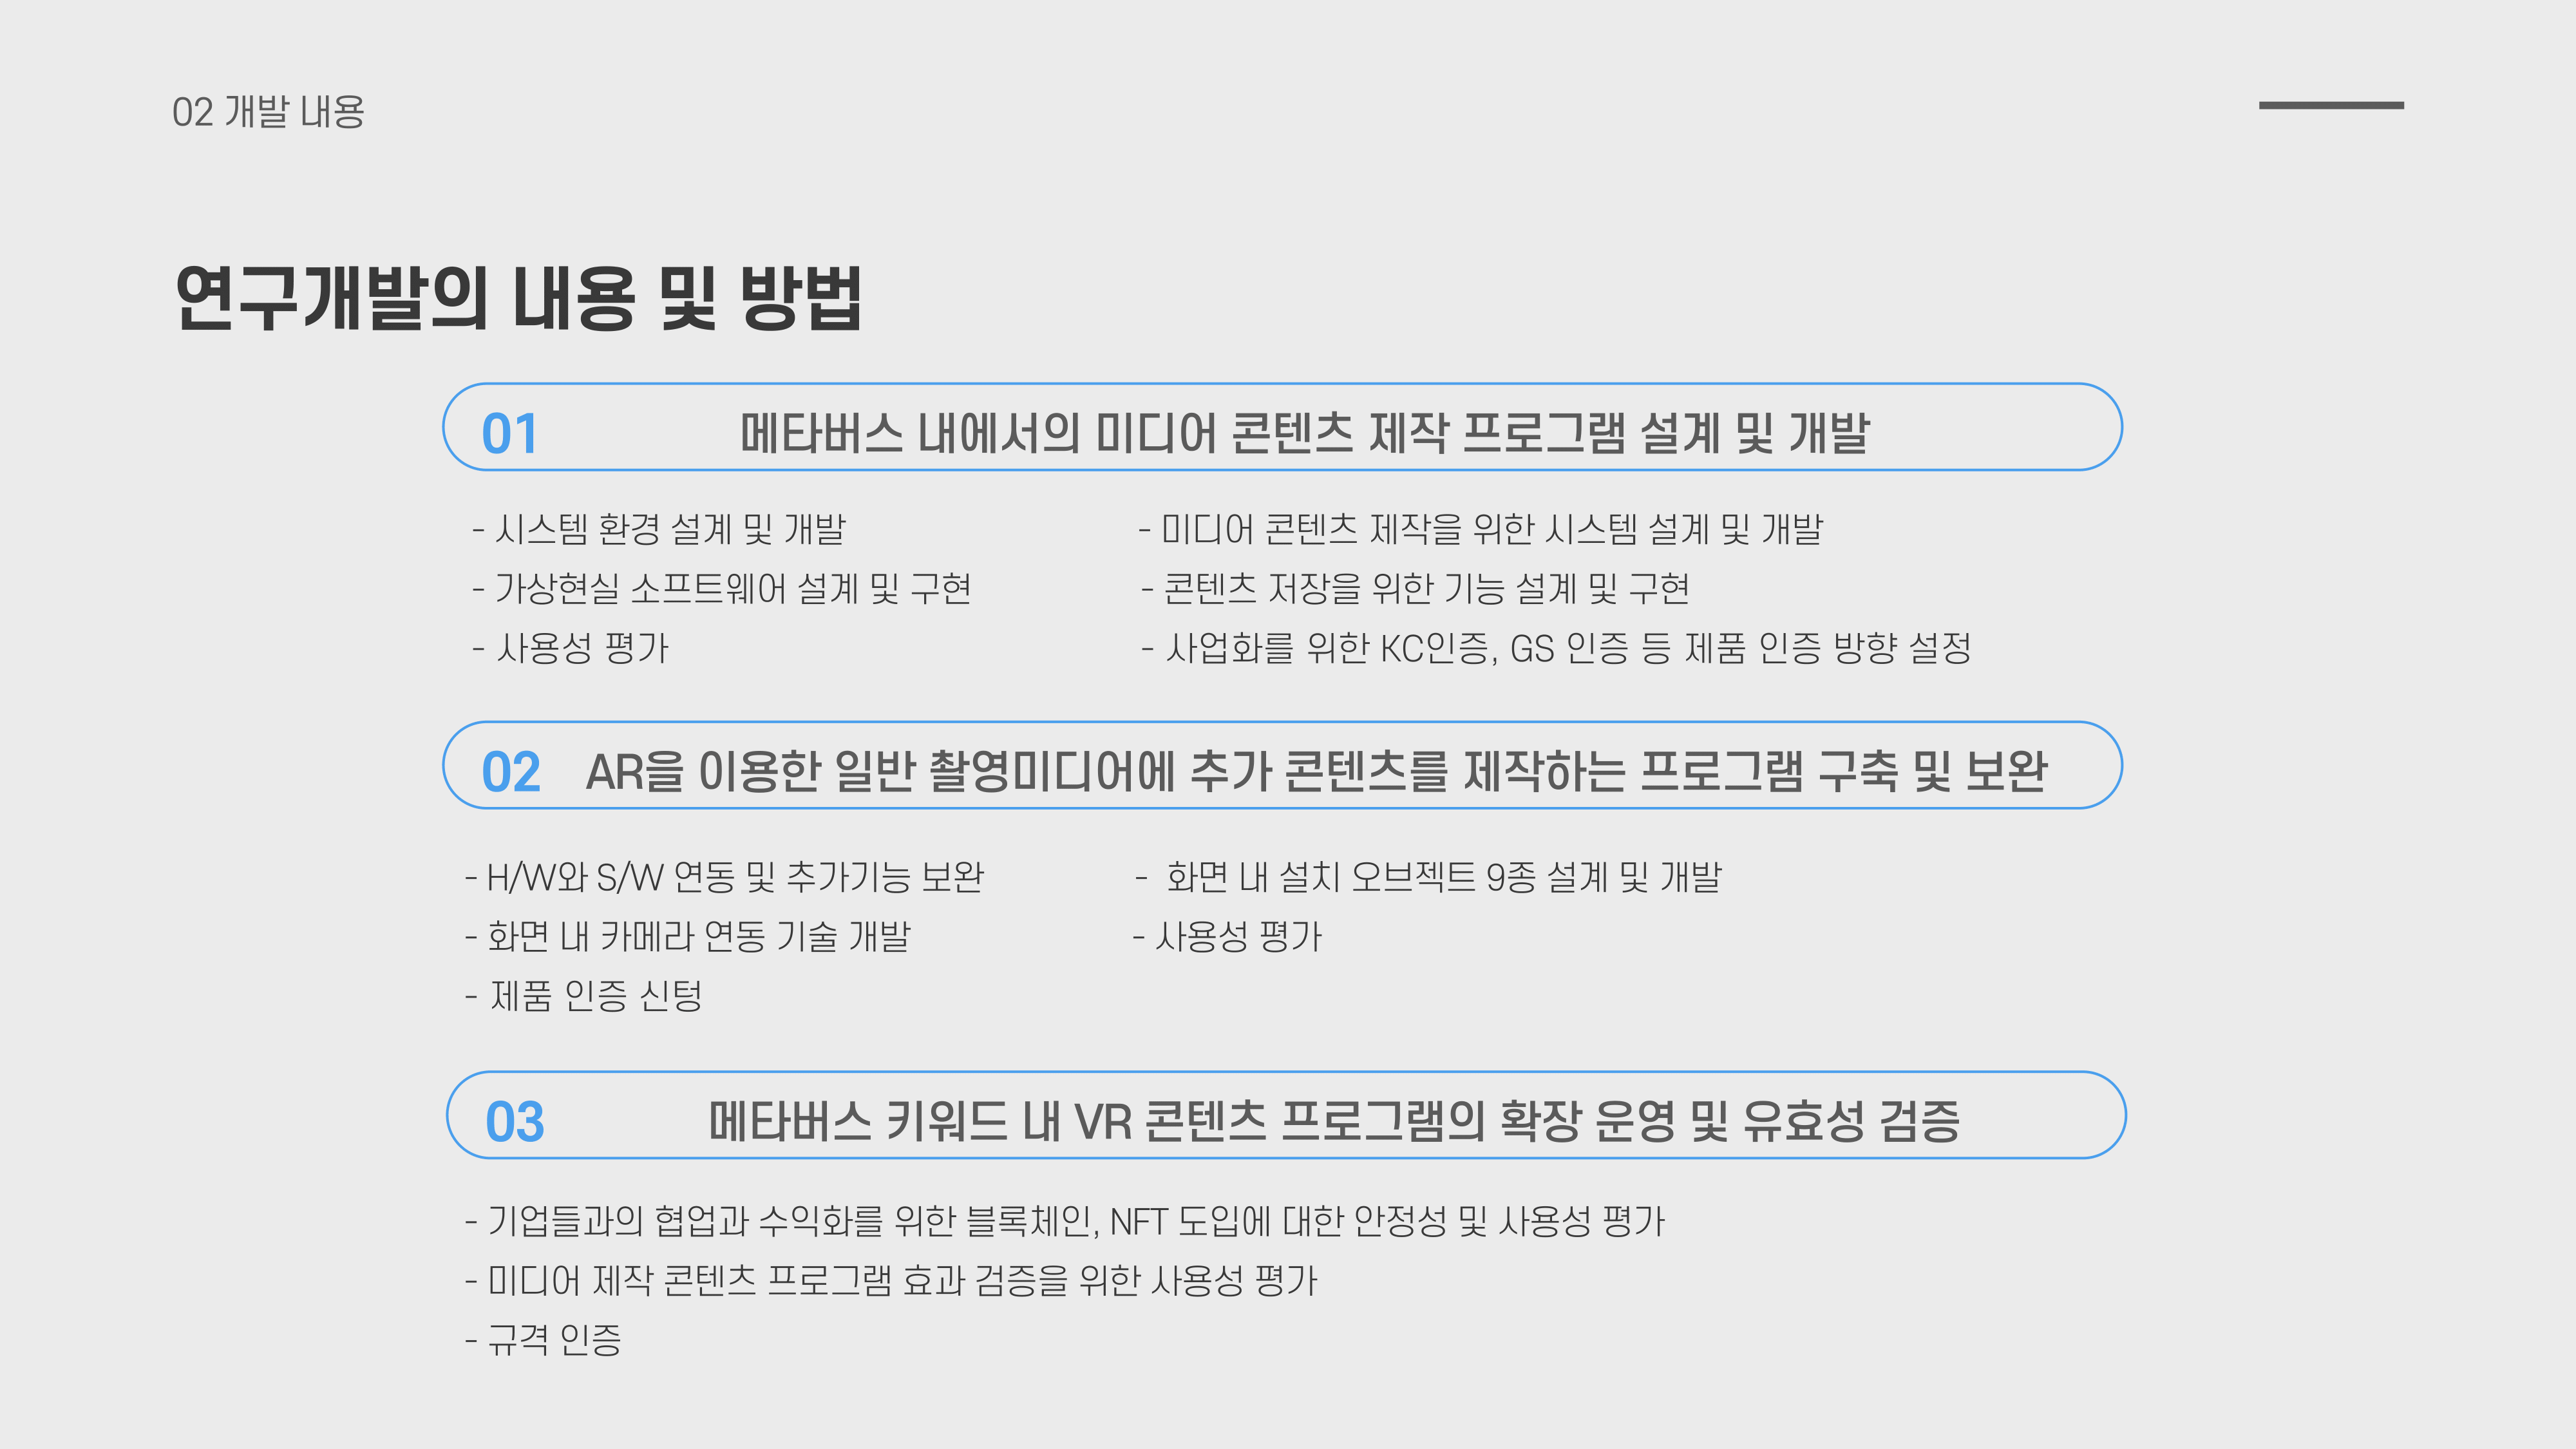 02 개발 내용
연구개발의 내용 및 방법
01 메타버스 내에서의 미디어 콘텐츠 제작 프로그램 설계 및 개발
- 시스템 환경 설계 및 개발
- 가상현실 소프트웨어 설계 및 구현
- 사용성 평가
- 미디어 콘텐츠 제작을 위한 시스템 설계 및 개발
- 콘텐츠 저장을 위한 기능 설계 및 구현
- 사업화를 위한 KC인증, GS 인증 등 제품 인증 방향 설정
02 AR을 이용한 일반 촬영미디어에 추가 콘텐츠를 제작하는 프로그램 구축 및 보완
- H/W와 S/W 연동 및 추가기능 보완
- 화면 내 카메라 연동 기술 개발
- 제품 인증 신텅
- 화면 내 설치 오브젝트 9종 설계 및 개발
- 사용성 평가
03 메타버스 키워드 내 VR 콘텐츠 프로그램의 확장 운영 및 유효성 검증
- 기업들과의 협업과 수익화를 위한 블록체인, NFT 도입에 대한 안정성 및 사용성 평가
- 미디어 제작 콘텐츠 프로그램 효과 검증을 위한 사용성 평가
- 규격 인증